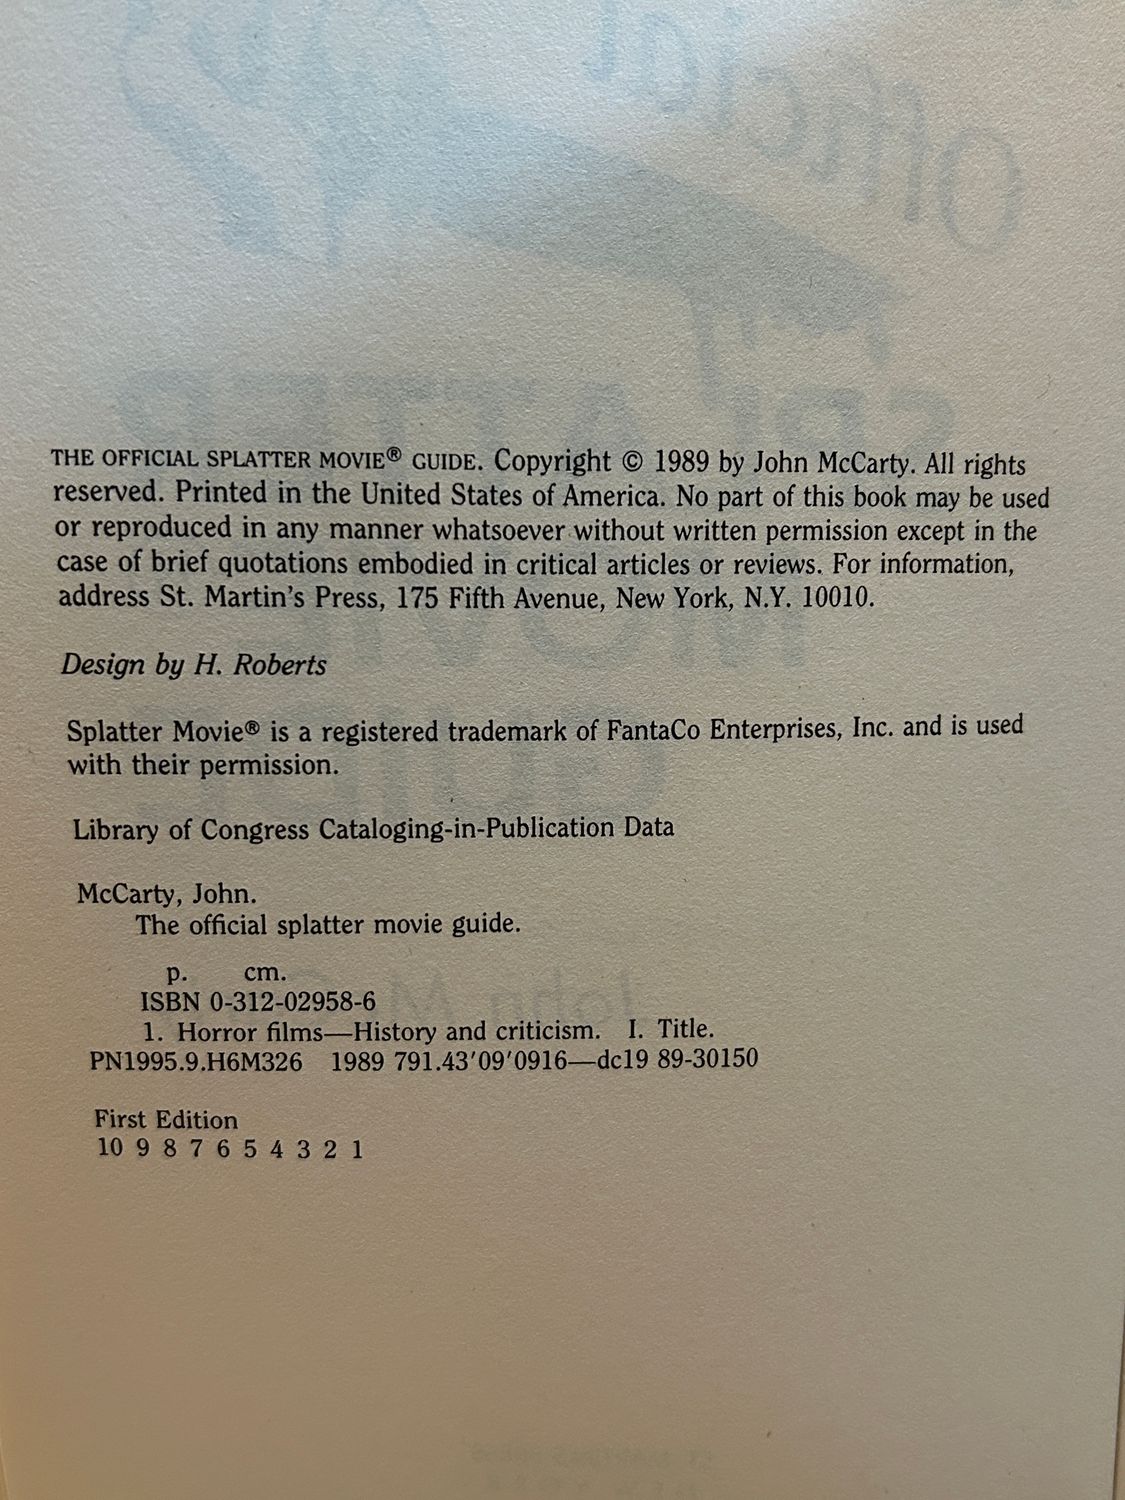 THE OFFICIAL SPLATTER MOVIE® GUIDE. Copyright © 1989 by John McCarty. All rights
reserved. Printed in the United States of America. No part of this book may be used
or reproduced in any manner whatsoever without written permission except in the
case of brief quotations embodied in critical articles or reviews. For information,
address St. Martin's Press, 175 Fifth Avenue, New York, N.Y. 10010.
Design by H. Roberts
Splatter Movie® is a registered trademark of FantaCo Enterprises, Inc. and is used
with their permission.
Library of Congress Cataloging-in-Publication Data
McCarty, John.
The official splatter movie guide.
p. cm.
ISBN 0-312-02958-6
1. Horror films—History and criticism. I. Title.
PN1995.9.H6M326 1989 791.43′09′0916—dc19 89-30150
First Edition
10 9 8 7 6 5 4 3 2 1